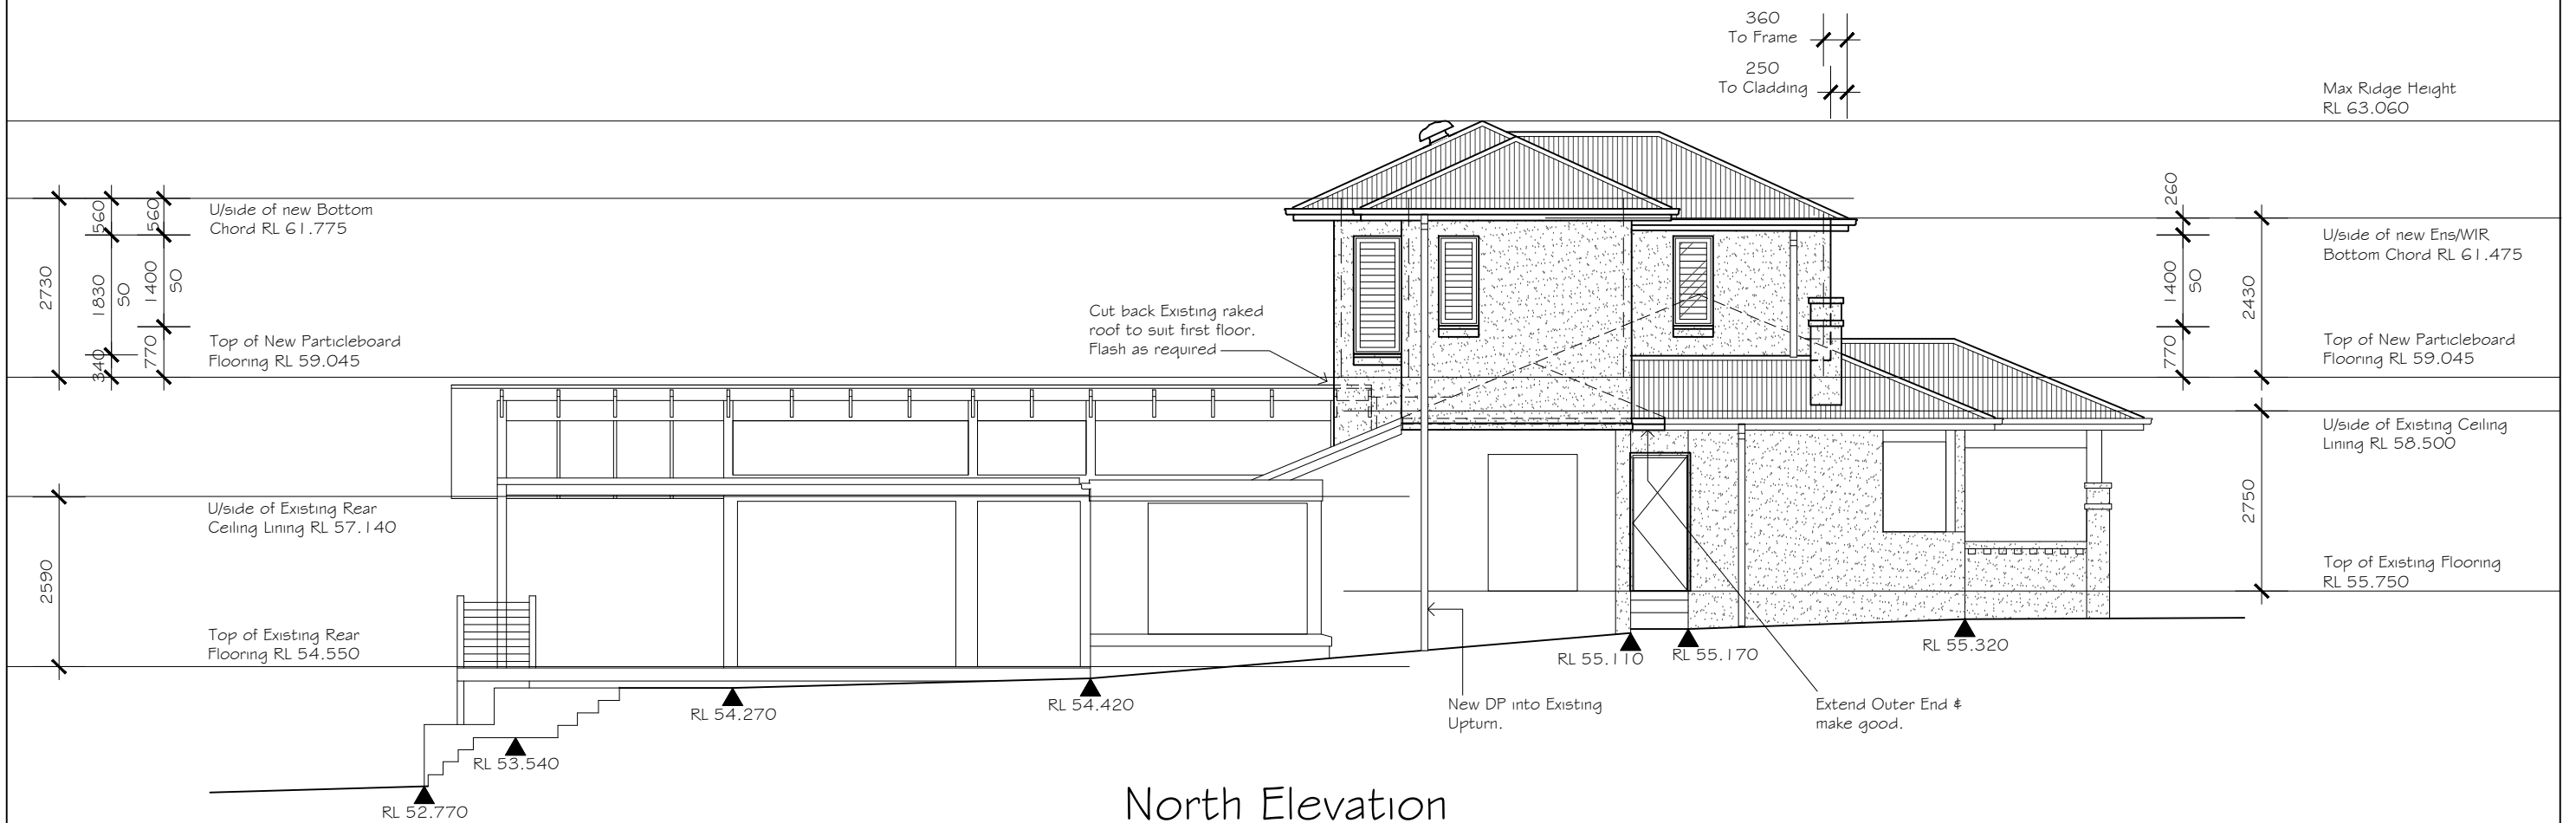 360
To Frame
250
To Cladding
Max Ridge Height
RL 63.060
U/side of new Bottom
Chord RL 61.775
Top of New Particleboard
Flooring RL 59.045
2730
560
1830
50
340
560
1400
50
770
Cut back Existing raked
roof to suit first floor.
Flash as required
260
1400
50
770
2430
U/side of new Ens/WIR
Bottom Chord RL 61.475
Top of New Particleboard
Flooring RL 59.045
U/side of Existing Ceiling
Lining RL 58.500
2750
Top of Existing Flooring
RL 55.750
U/side of Existing Rear
Ceiling Lining RL 57.140
2590
Top of Existing Rear
Flooring RL 54.550
RL 55.110
RL 55.170
RL 55.320
RL 54.270
RL 54.420
New DP into Existing
Upturn.
Extend Outer End &
make good.
RL 53.540
RL 52.770
North Elevation